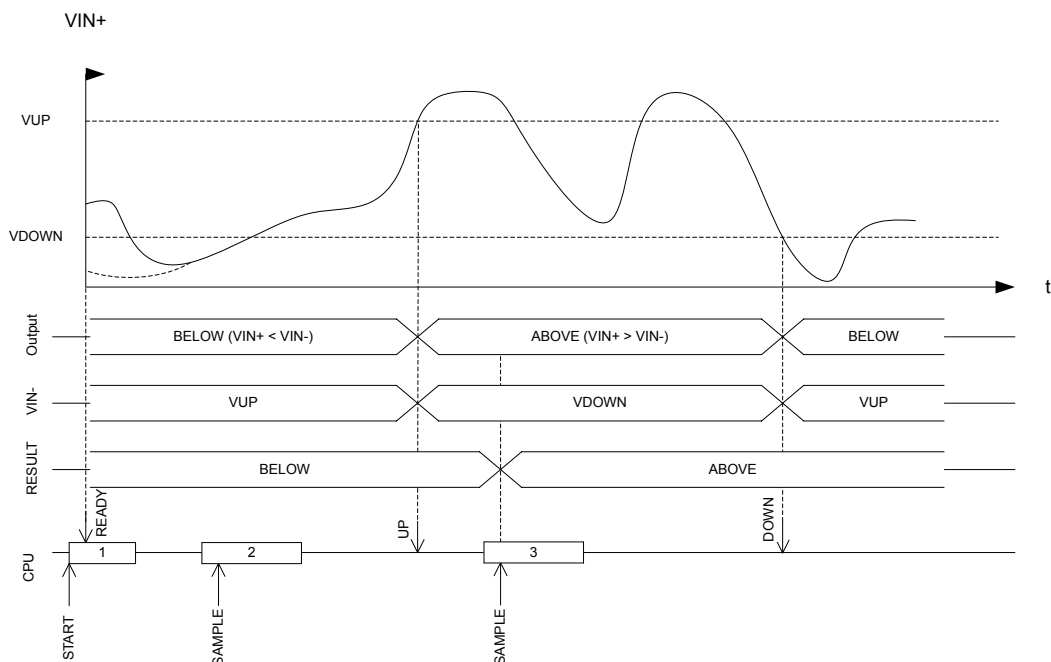 VIN+
VUP
VDOWN
t
Output
BELOW (VIN+ < VIN-)
ABOVE (VIN+ > VIN-)
BELOW
VIN-
VUP
VDOWN
VUP
RESULT
BELOW
ABOVE
READY
UP
DOWN
CPU
1
2
3
START
SAMPLE
SAMPLE